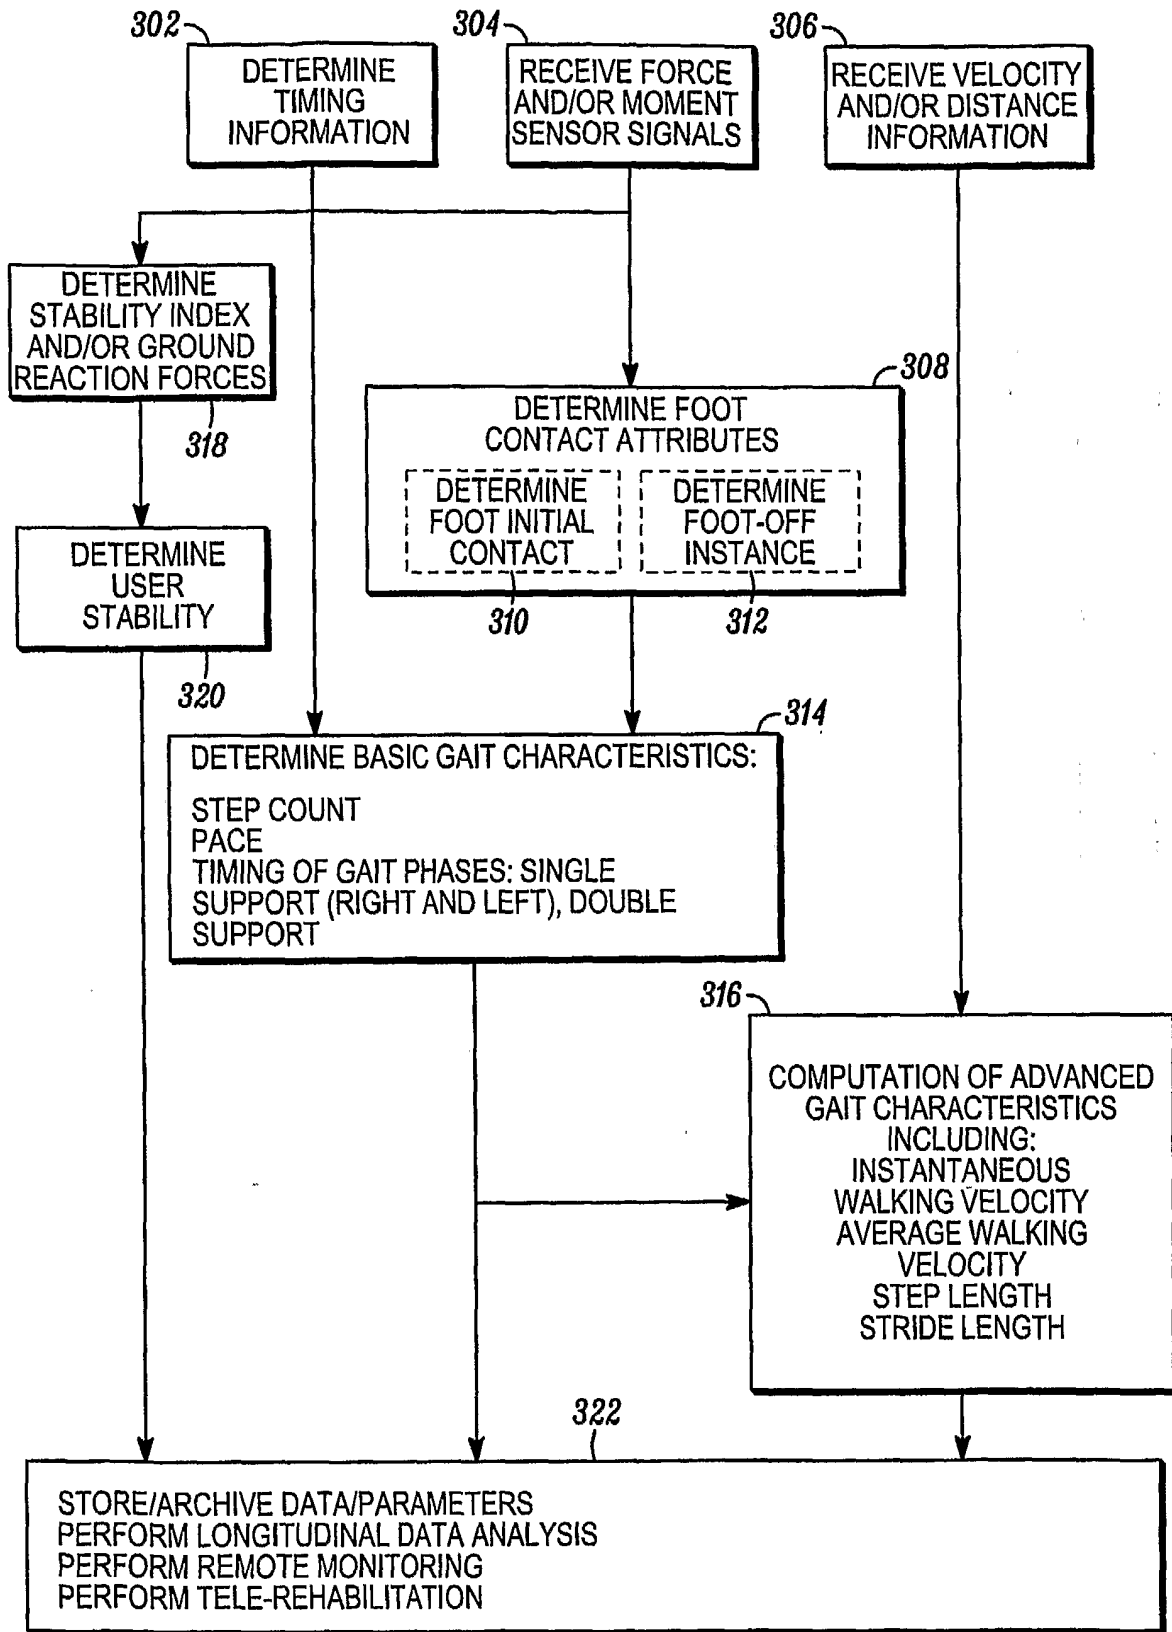 302
DETERMINE
TIMING
INFORMATION
304
RECEIVE FORCE
AND/OR MOMENT
SENSOR SIGNALS
306
RECEIVE VELOCITY
AND/OR DISTANCE
INFORMATION
DETERMINE
STABILITY INDEX
AND/OR GROUND
REACTION FORCES
318
308
DETERMINE FOOT
CONTACT ATTRIBUTES
DETERMINE
FOOT INITIAL
CONTACT
310
DETERMINE
FOOT-OFF
INSTANCE
312
DETERMINE
USER
STABILITY
320
314
DETERMINE BASIC GAIT CHARACTERISTICS:
STEP COUNT
PACE
TIMING OF GAIT PHASES: SINGLE
SUPPORT (RIGHT AND LEFT), DOUBLE
SUPPORT
316
COMPUTATION OF ADVANCED
GAIT CHARACTERISTICS
INCLUDING:
INSTANTANEOUS
WALKING VELOCITY
AVERAGE WALKING
VELOCITY
STEP LENGTH
STRIDE LENGTH
322
STORE/ARCHIVE DATA/PARAMETERS
PERFORM LONGITUDINAL DATA ANALYSIS
PERFORM REMOTE MONITORING
PERFORM TELE-REHABILITATION